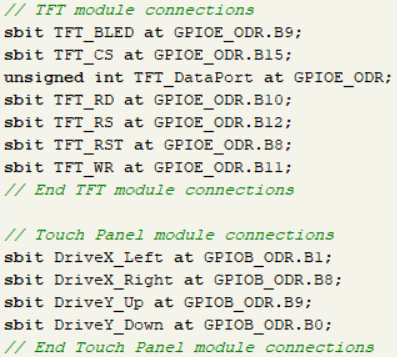 // TFT module connections
sbit TFT_BLED at GPIOE_ODR.B9;
sbit TFT_CS at GPIOE_ODR.B15;
unsigned int TFT_DataPort at GPIOE_ODR;
sbit TFT_RD at GPIOE_ODR.B10;
sbit TFT_RS at GPIOE_ODR.B12;
sbit TFT_RST at GPIOE_ODR.B8;
sbit TFT_WR at GPIOE_ODR.B11;
// End TFT module connections
// Touch Panel module connections
sbit DriveX_Left at GPIOB_ODR.B1;
sbit DriveX_Right at GPIOB_ODR.B8;
sbit DriveY_Up at GPIOB_ODR.B9;
sbit DriveY_Down at GPIOB_ODR.B0;
// End Touch Panel module connections